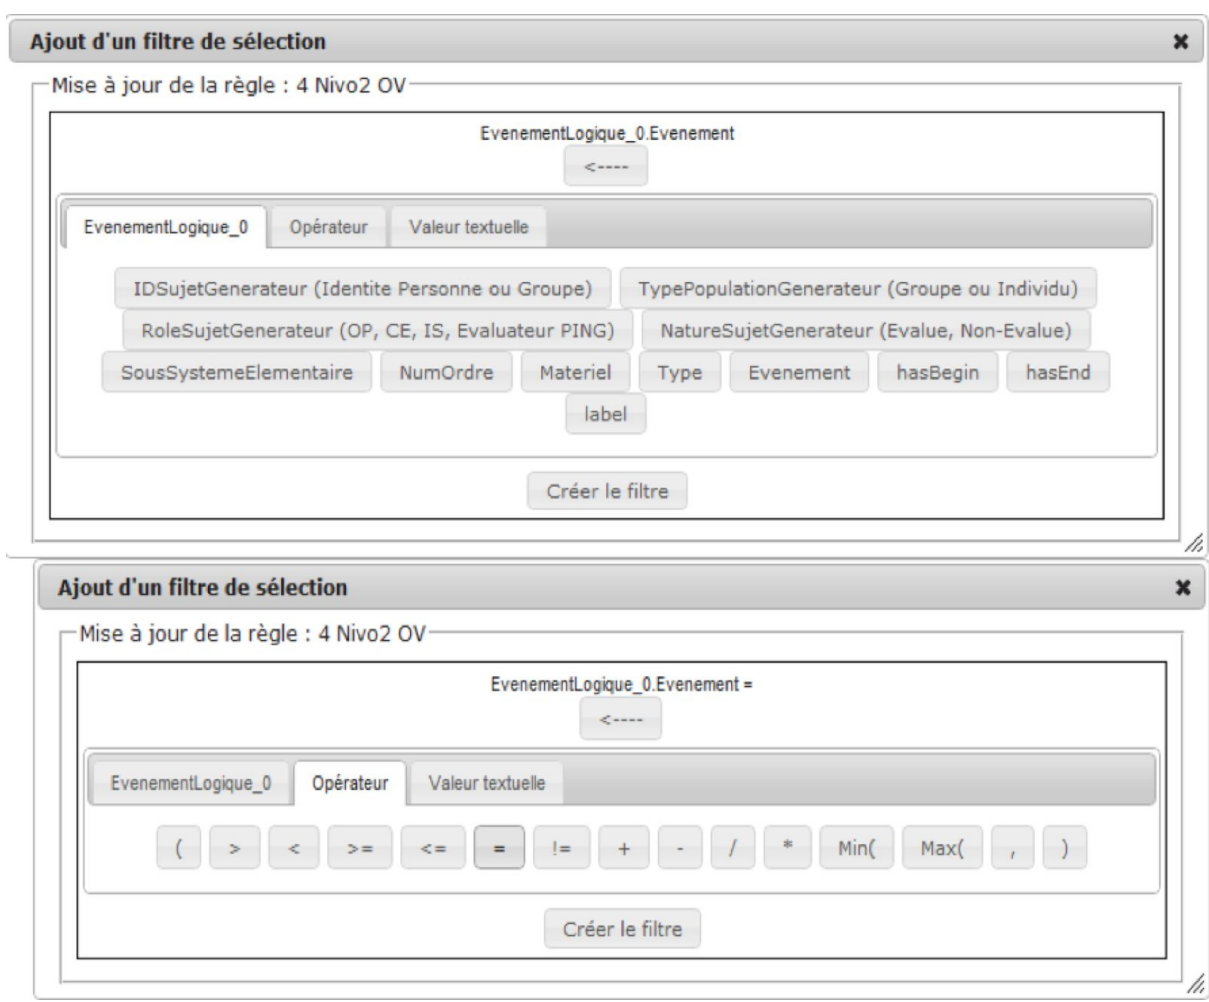 Ajout d'un filtre de sélection ✖
Mise à jour de la règle : 4 Nivo2 OV
EvenementLogique_0.Evenement
<----
EvenementLogique_0 Opérateur Valeur textuelle
IDSujetGenerateur (Identite Personne ou Groupe) TypePopulationGenerateur (Groupe ou Individu)
RoleSujetGenerateur (OP, CE, IS, Evaluateur PING) NatureSujetGenerateur (Evalue, Non-Evalue)
SousSystemeElementaire NumOrdre Materiel Type Evenement hasBegin hasEnd
label
Créer le filtre
Ajout d'un filtre de sélection ✖
Mise à jour de la règle : 4 Nivo2 OV
EvenementLogique_0.Evenement =
<----
EvenementLogique_0 Opérateur Valeur textuelle
( > < >= <= = != + - / * Min( Max( , )
Créer le filtre